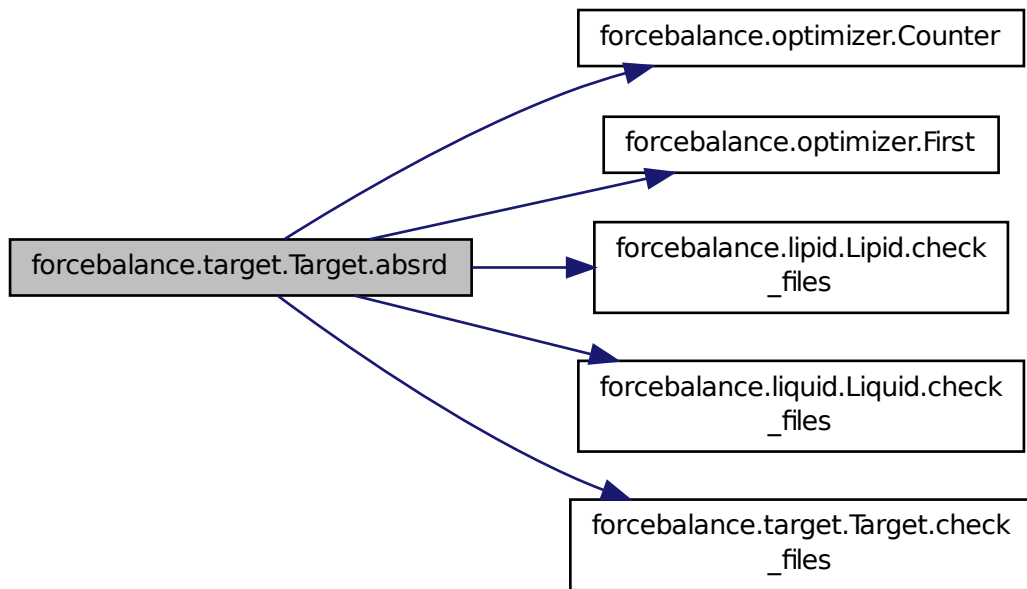 forcebalance.optimizer.Counter
forcebalance.optimizer.First
forcebalance.target.Target.absrd
forcebalance.lipid.Lipid.check
_files
forcebalance.liquid.Liquid.check
_files
forcebalance.target.Target.check
_files